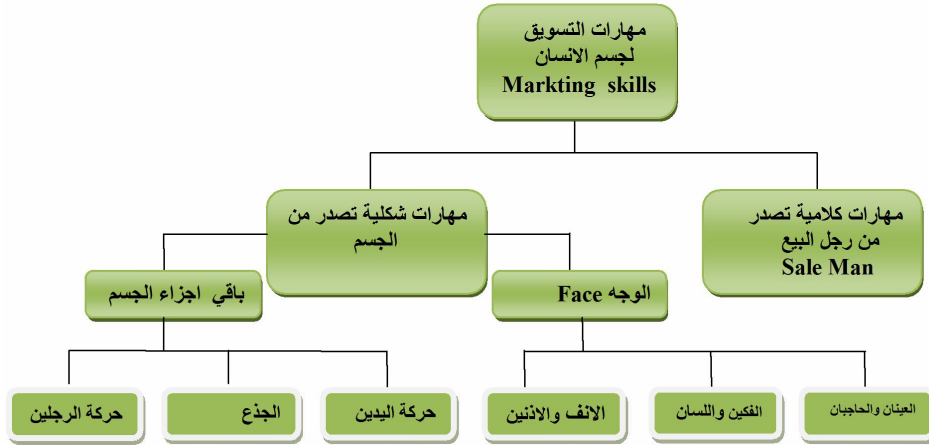 مهارات التسويق
لجسم الانسان
Markting skills
مهارات كلامية تصدر
من رجل البيع
Sale Man
مهارات شكلية تصدر من
الجسم
الوجه Face
باقي اجزاء الجسم
العينان والحاجبان
الفكين واللسان
الانف والاذنين
حركة اليدين
الجذع
حركة الرجلين